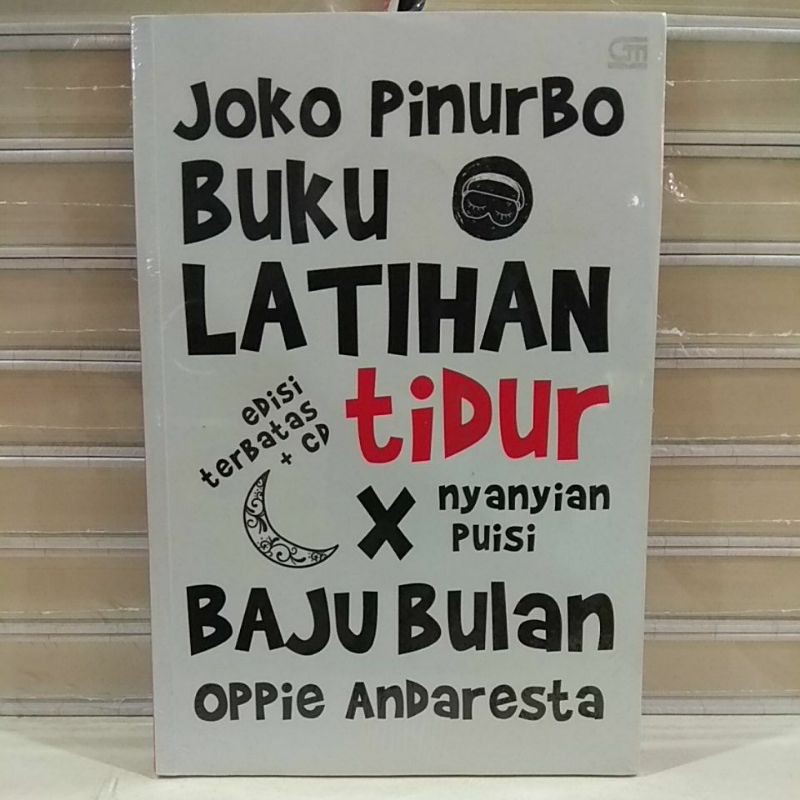 Joko Pinurbo
Buku
LATIHAN
tidur
edisi
terbatas
+ CD
X
nyanyian
puisi
BAJU Bulan
Oppie Andaresta